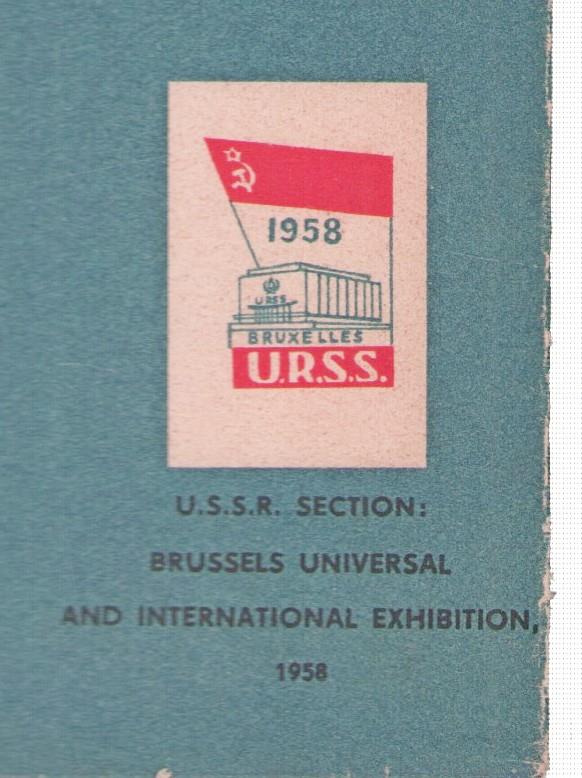 1958
URSS
BRUXELLES
U.R.S.S.
U.S.S.R. SECTION:
BRUSSELS UNIVERSAL
AND INTERNATIONAL EXHIBITION,
1958